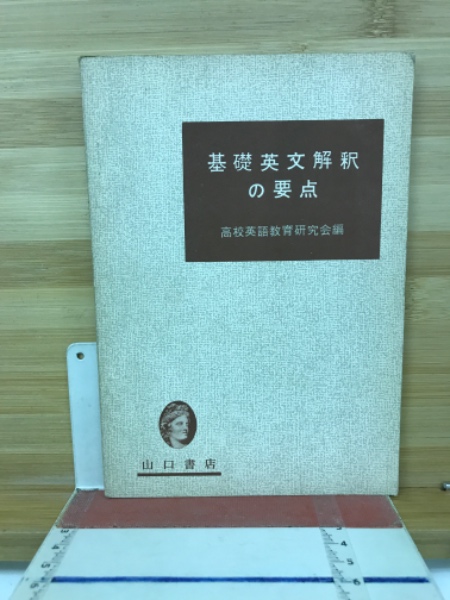 基礎英文解釈
の要点
高校英語教育研究会編
山口書店